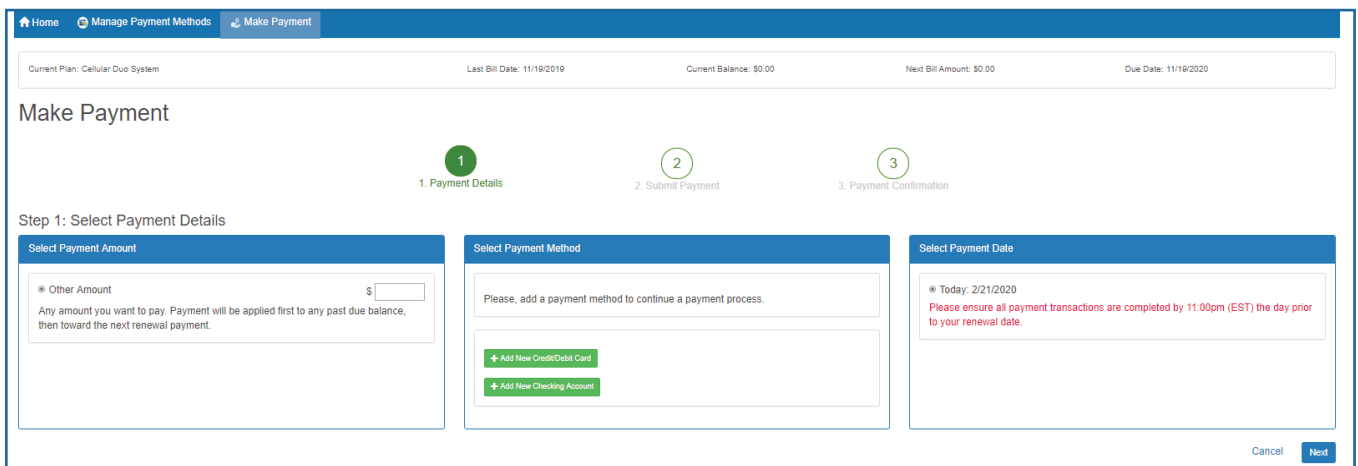 Home Manage Payment Methods Make Payment
Current Plan: Cellular Duo System Last Bill Date: 11/19/2019 Current Balance: $0.00 Next Bill Amount: $0.00 Due Date: 11/19/2020
Make Payment
1 2 3
1. Payment Details 2. Submit Payment 3. Payment Confirmation
Step 1: Select Payment Details
Select Payment Amount
Other Amount $
Any amount you want to pay. Payment will be applied first to any past due balance,
then toward the next renewal payment.
Select Payment Method
Please, add a payment method to continue a payment process.
+ Add New Credit/Debit Card
+ Add New Checking Account
Select Payment Date
Today: 2/21/2020
Please ensure all payment transactions are completed by 11:00pm (EST) the day prior
to your renewal date.
Cancel Next